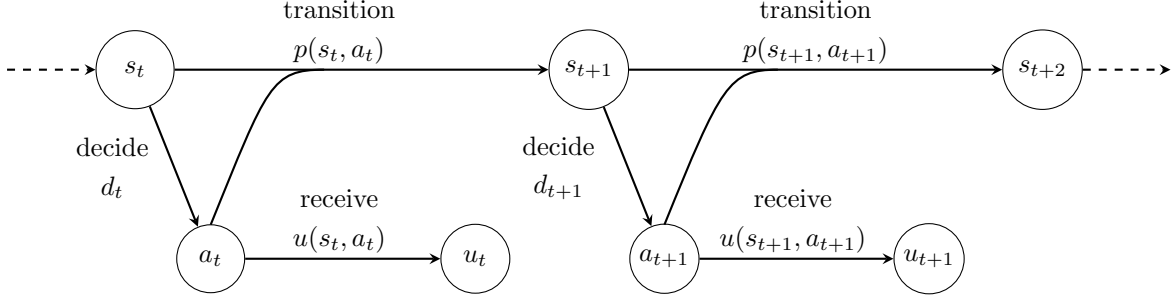 transition
transition
$p(s_t, a_t)$
$p(s_{t+1}, a_{t+1})$
$s_t$
$s_{t+1}$
$s_{t+2}$
decide
decide
$d_t$
$d_{t+1}$
receive
receive
$u(s_t, a_t)$
$u(s_{t+1}, a_{t+1})$
$a_t$
$u_t$
$a_{t+1}$
$u_{t+1}$